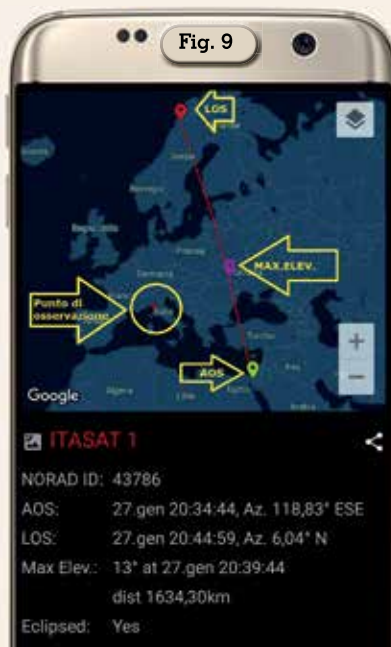 Fig. 9
LOS
MAX.ELEV.
Punto di
osservazione
AOS
+
−
Google
ITASAT 1
NORAD ID: 43786
AOS: 27.gen 20:34:44, Az. 118,83° ESE
LOS: 27.gen 20:44:59, Az. 6,04° N
Max Elev.: 13° at 27.gen 20:39:44
dist 1634,30km
Eclipsed: Yes